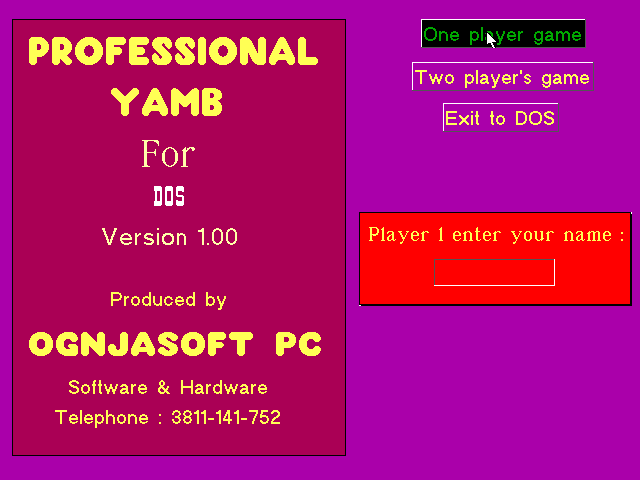 PROFESSIONAL
YAMB
For
DOS
Version 1.00
Produced by
OGNJASOFT PC
Software & Hardware
Telephone : 3811-141-752
One player game
Two player's game
Exit to DOS
Player 1 enter your name :